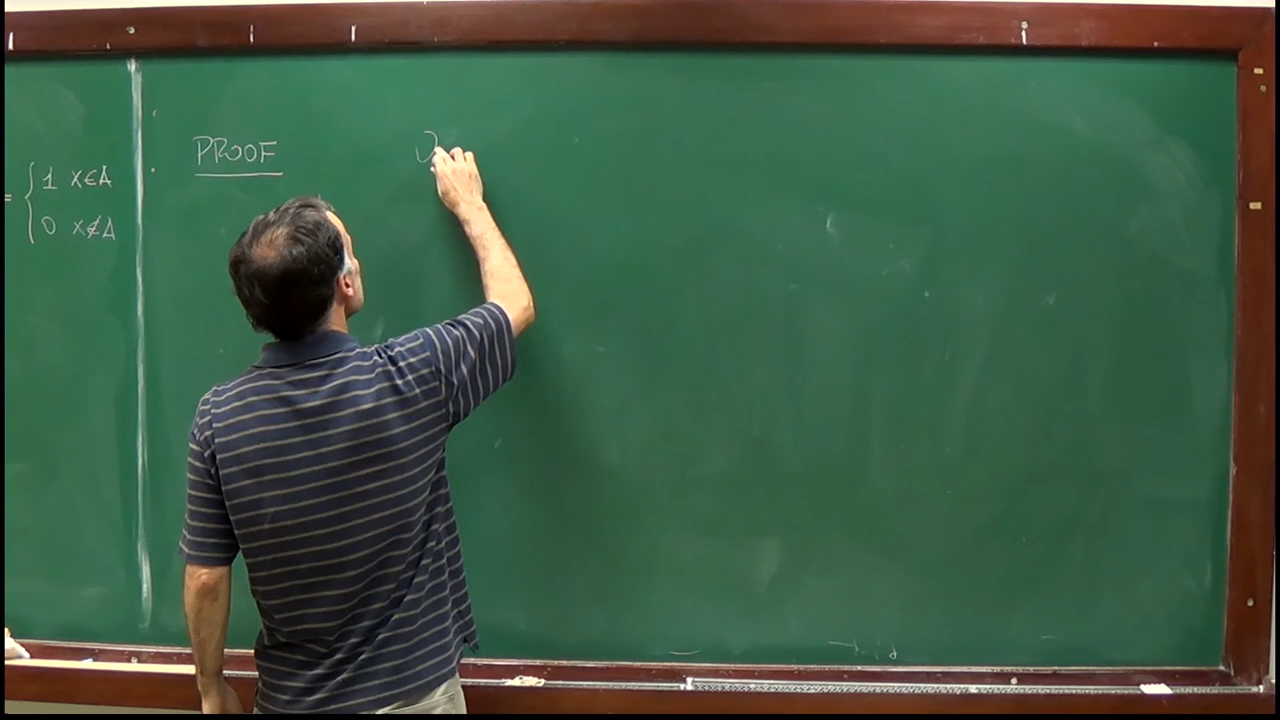 = { 1 x∈A
0 x∉A
PROOF